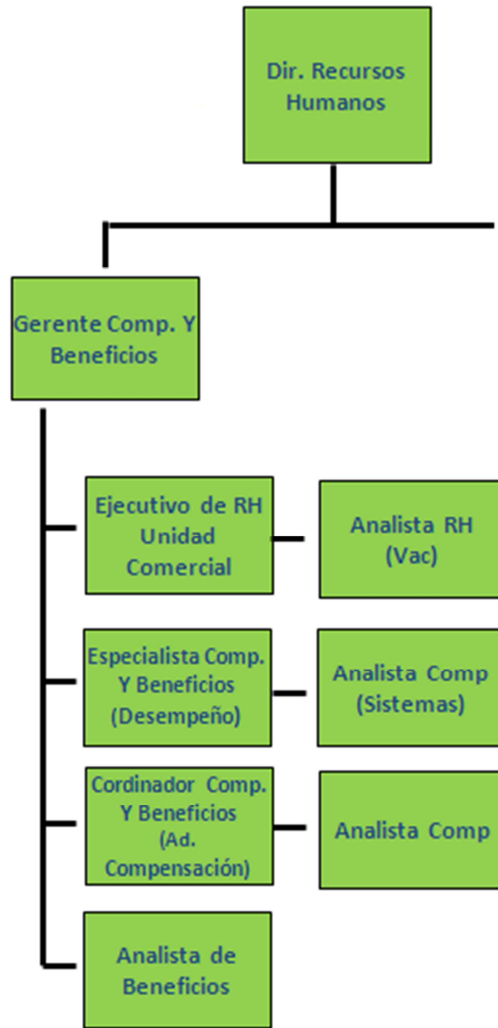 Dir. Recursos
Humanos
Gerente Comp. Y
Beneficios
Ejecutivo de RH
Unidad
Comercial
Analista RH
(Vac)
Especialista Comp.
Y Beneficios
(Desempeño)
Analista Comp
(Sistemas)
Cordinador Comp.
Y Beneficios
(Ad.
Compensación)
Analista Comp
Analista de
Beneficios